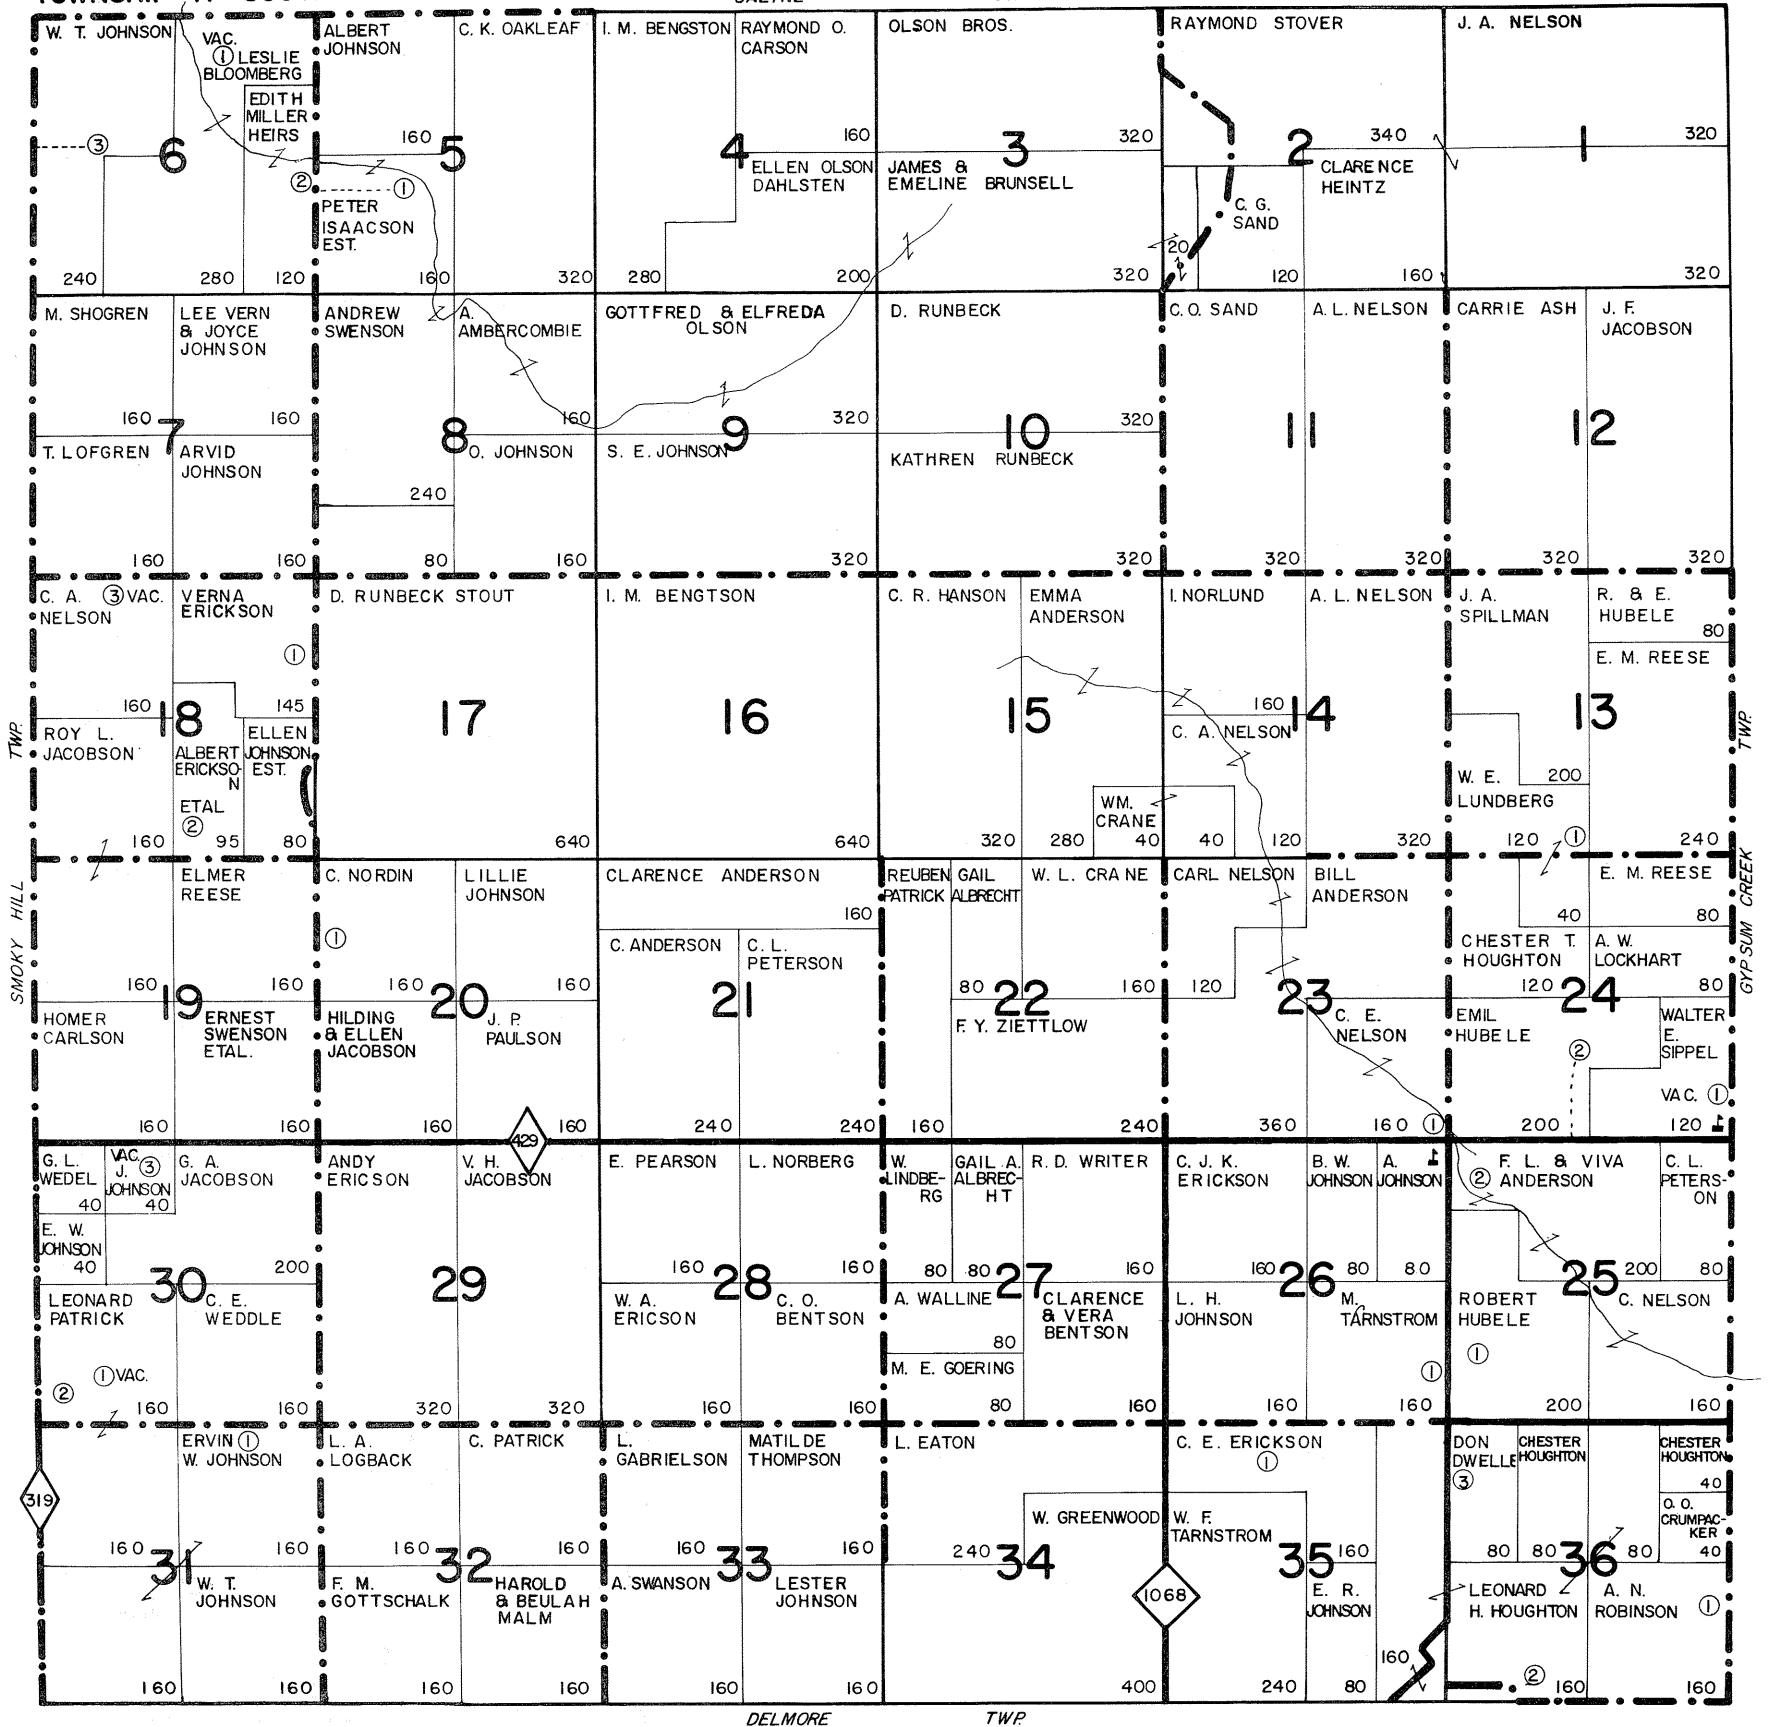 W. T. JOHNSON
VAC.
① LESLIE
BLOOMBERG
EDITH
MILLER
HEIRS
③
6
②
240
280
120
ALBERT
JOHNSON
C. K. OAKLEAF
160
5
①
PETER
ISAACSON
EST.
160
320
I. M. BENGSTON
RAYMOND O.
CARSON
160
4
ELLEN OLSON
DAHLSTEN
280
200
OLSON BROS.
320
3
JAMES &
EMELINE BRUNSELL
320
RAYMOND STOVER
340
2
CLARENCE
HEINTZ
C. G.
SAND
20
120
160
J. A. NELSON
320
1
320
M. SHOGREN
LEE VERN
& JOYCE
JOHNSON
160
160
7
T. LOFGREN
ARVID
JOHNSON
160
160
ANDREW
SWENSON
A.
AMBERCOMBIE
160
8
O. JOHNSON
240
80
160
GOTTFRED & ELFREDA
OLSON
320
9
S. E. JOHNSON
320
D. RUNBECK
320
10
KATHREN RUNBECK
320
C. O. SAND
A. L. NELSON
11
320
320
CARRIE ASH
J. F.
JACOBSON
12
320
320
C. A. ③ VAC.
NELSON
VERNA
ERICKSON
①
160
145
18
ROY L.
JACOBSON
ALBERT
ERICKSO-
N
ETAL
②
ELLEN
JOHNSON
EST.
160
95
80
D. RUNBECK STOUT
17
640
I. M. BENGTSON
16
640
C. R. HANSON
EMMA
ANDERSON
15
WM.
CRANE
320
280
40
I. NORLUND
A. L. NELSON
160
14
C. A. NELSON
40
120
320
J. A.
SPILLMAN
R. & E.
HUBELE
80
E. M. REESE
13
W. E.
LUNDBERG
200
120
①
240
TWP.
SMOKY HILL
TWP.
GYPSUM CREEK
ELMER
REESE
160
160
19
HOMER
CARLSON
ERNEST
SWENSON
ETAL.
160
160
C. NORDIN
LILLIE
JOHNSON
①
160
160
20
HILDING
& ELLEN
JACOBSON
J. P.
PAULSON
160
429
160
CLARENCE ANDERSON
160
C. ANDERSON
C. L.
PETERSON
21
240
240
REUBEN
PATRICK
GAIL
ALBRECHT
W. L. CRANE
80
160
22
F. Y. ZIETTLOW
160
240
CARL NELSON
BILL
ANDERSON
120
23
C. E.
NELSON
360
160
①
E. M. REESE
40
80
CHESTER T.
HOUGHTON
A. W.
LOCKHART
120
80
24
EMIL
HUBELE
②
WALTER
E.
SIPPEL
VAC. ①
200
120
G. L.
WEDEL
VAC.
J. ③
JOHNSON
G. A.
JACOBSON
40
40
E. W.
JOHNSON
40
200
30
LEONARD
PATRICK
C. E.
WEDDLE
① VAC.
②
160
160
ANDY
ERICSON
V. H.
JACOBSON
29
320
320
E. PEARSON
L. NORBERG
160
160
28
W. A.
ERICSON
C. O.
BENTSON
160
160
W.
LINDBE-
RG
GAIL A.
ALBREC-
HT
R. D. WRITER
80
80
160
27
A. WALLINE
CLARENCE
& VERA
BENTSON
80
M. E. GOERING
80
160
C. J. K.
ERICKSON
B. W.
JOHNSON
A.
JOHNSON
160
80
80
26
L. H.
JOHNSON
M.
TARNSTROM
①
160
160
F. L. & VIVA
② ANDERSON
C. L.
PETERS-
ON
200
80
25
ROBERT
HUBELE
C. NELSON
①
200
160
ERVIN ①
W. JOHNSON
319
160
160
31
W. T.
JOHNSON
160
160
L. A.
LOGBACK
C. PATRICK
160
160
32
F. M.
GOTTSCHALK
HAROLD
& BEULAH
MALM
160
160
L.
GABRIELSON
MATILDE
THOMPSON
160
160
33
A. SWANSON
LESTER
JOHNSON
160
160
L. EATON
W. GREENWOOD
240
34
400
C. E. ERICKSON
①
W. F.
TARNSTROM
160
35
1068
E. R.
JOHNSON
160
240
80
DON
DWELLE
③
CHESTER
HOUGHTON
CHESTER
HOUGHTON
40
O. O.
CRUMPAC-
KER
80
80
80
40
36
LEONARD
H. HOUGHTON
A. N.
ROBINSON
①
②
160
160
DELMORE TWP.